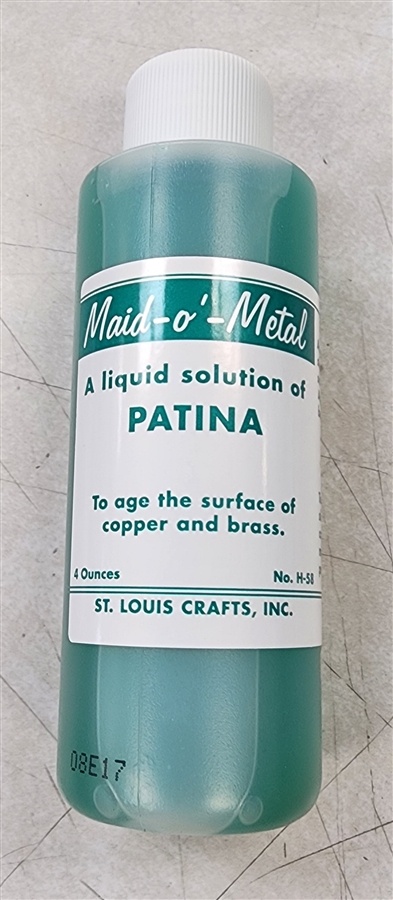 Maid-o'-Metal
A liquid solution of
PATINA
To age the surface of
copper and brass.
4 Ounces No. H-58
ST. LOUIS CRAFTS, INC.
08E17